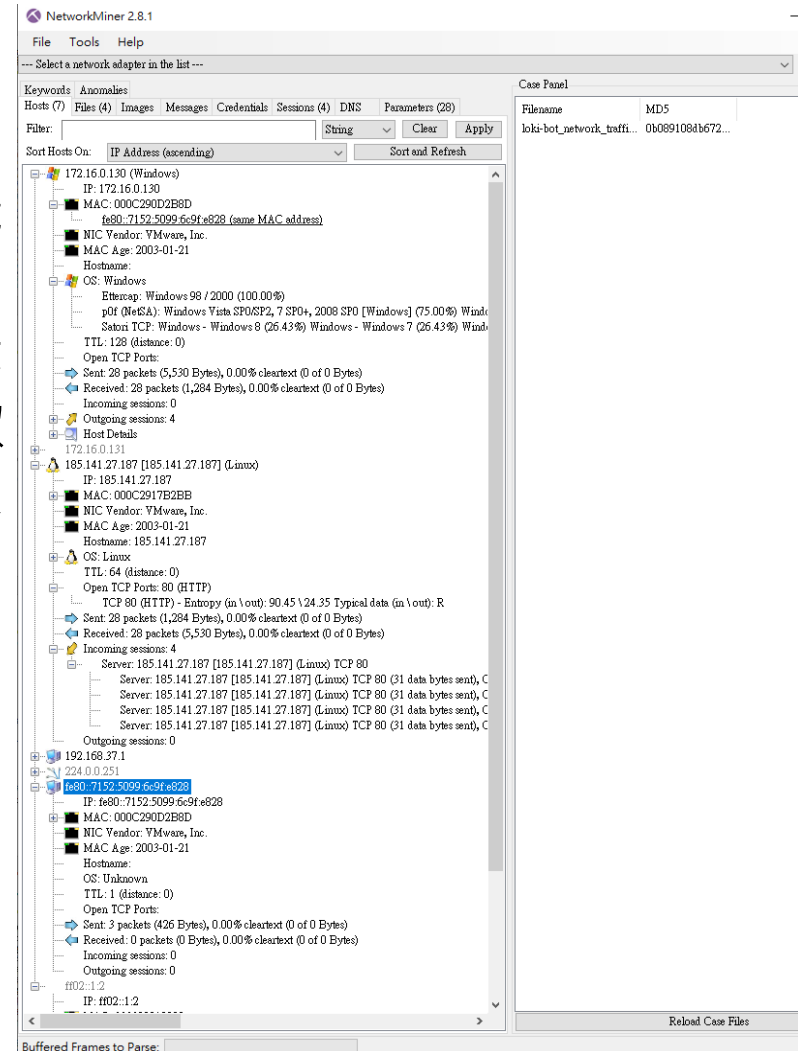 NetworkMiner 2.8.1
File Tools Help
--- Select a network adapter in the list ---
Keywords Anomalies
Hosts (7) Files (4) Images Messages Credentials Sessions (4) DNS Parameters (28)
Filter: String Clear Apply
Sort Hosts On: IP Address (ascending) Sort and Refresh
172.16.0.130 (Windows)
IP: 172.16.0.130
MAC: 000C290D2B8D
fe80::7152:5099:6c9f:e828 (same MAC address)
NIC Vendor: VMware, Inc.
MAC Age: 2003-01-21
Hostname:
OS: Windows
Ettercap: Windows 98 / 2000 (100.00%)
p0f (NetSA): Windows Vista SP0/SP2, 7 SP0+, 2008 SP0 [Windows] (75.00%) Windo
Satori TCP: Windows - Windows 8 (26.43%) Windows - Windows 7 (26.43%) Wind
TTL: 128 (distance: 0)
Open TCP Ports:
Sent: 28 packets (5,530 Bytes), 0.00% cleartext (0 of 0 Bytes)
Received: 28 packets (1,284 Bytes), 0.00% cleartext (0 of 0 Bytes)
Incoming sessions: 0
Outgoing sessions: 4
Host Details
172.16.0.131
185.141.27.187 [185.141.27.187] (Linux)
IP: 185.141.27.187
MAC: 000C2917B2BB
NIC Vendor: VMware, Inc.
MAC Age: 2003-01-21
Hostname: 185.141.27.187
OS: Linux
TTL: 64 (distance: 0)
Open TCP Ports: 80 (HTTP)
TCP 80 (HTTP) - Entropy (in \ out): 90.45 \ 24.35 Typical data (in \ out): R
Sent: 28 packets (1,284 Bytes), 0.00% cleartext (0 of 0 Bytes)
Received: 28 packets (5,530 Bytes), 0.00% cleartext (0 of 0 Bytes)
Incoming sessions: 4
Server: 185.141.27.187 [185.141.27.187] (Linux) TCP 80
Server: 185.141.27.187 [185.141.27.187] (Linux) TCP 80 (31 data bytes sent), C
Server: 185.141.27.187 [185.141.27.187] (Linux) TCP 80 (31 data bytes sent), C
Server: 185.141.27.187 [185.141.27.187] (Linux) TCP 80 (31 data bytes sent), C
Server: 185.141.27.187 [185.141.27.187] (Linux) TCP 80 (31 data bytes sent), C
Outgoing sessions: 0
192.168.37.1
224.0.0.251
fe80::7152:5099:6c9f:e828
IP: fe80::7152:5099:6c9f:e828
MAC: 000C290D2B8D
NIC Vendor: VMware, Inc.
MAC Age: 2003-01-21
Hostname:
OS: Unknown
TTL: 1 (distance: 0)
Open TCP Ports:
Sent: 3 packets (426 Bytes), 0.00% cleartext (0 of 0 Bytes)
Received: 0 packets (0 Bytes), 0.00% cleartext (0 of 0 Bytes)
Incoming sessions: 0
Outgoing sessions: 0
ff02::1:2
IP: ff02::1:2
Case Panel
Filename MD5
loki-bot_network_traffi... 0b089108db672...
Reload Case Files
Buffered Frames to Parse: